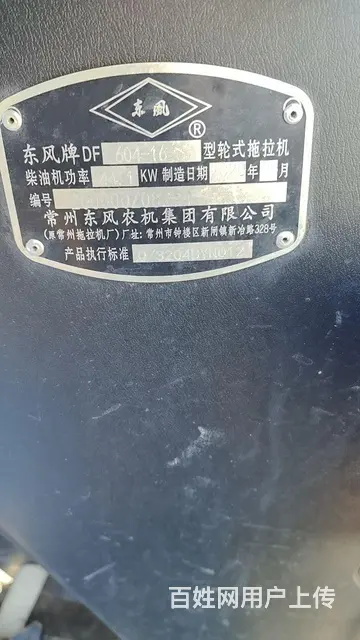 东风
®
东风牌DF 604-16 型轮式拖拉机
柴油机功率 KW 制造日期 年 月
编号
常州东风农机集团有限公司
(原常州拖拉机厂) 厂址: 常州市钟楼区新闸镇新冶路328号
产品执行标准
百姓网用户上传